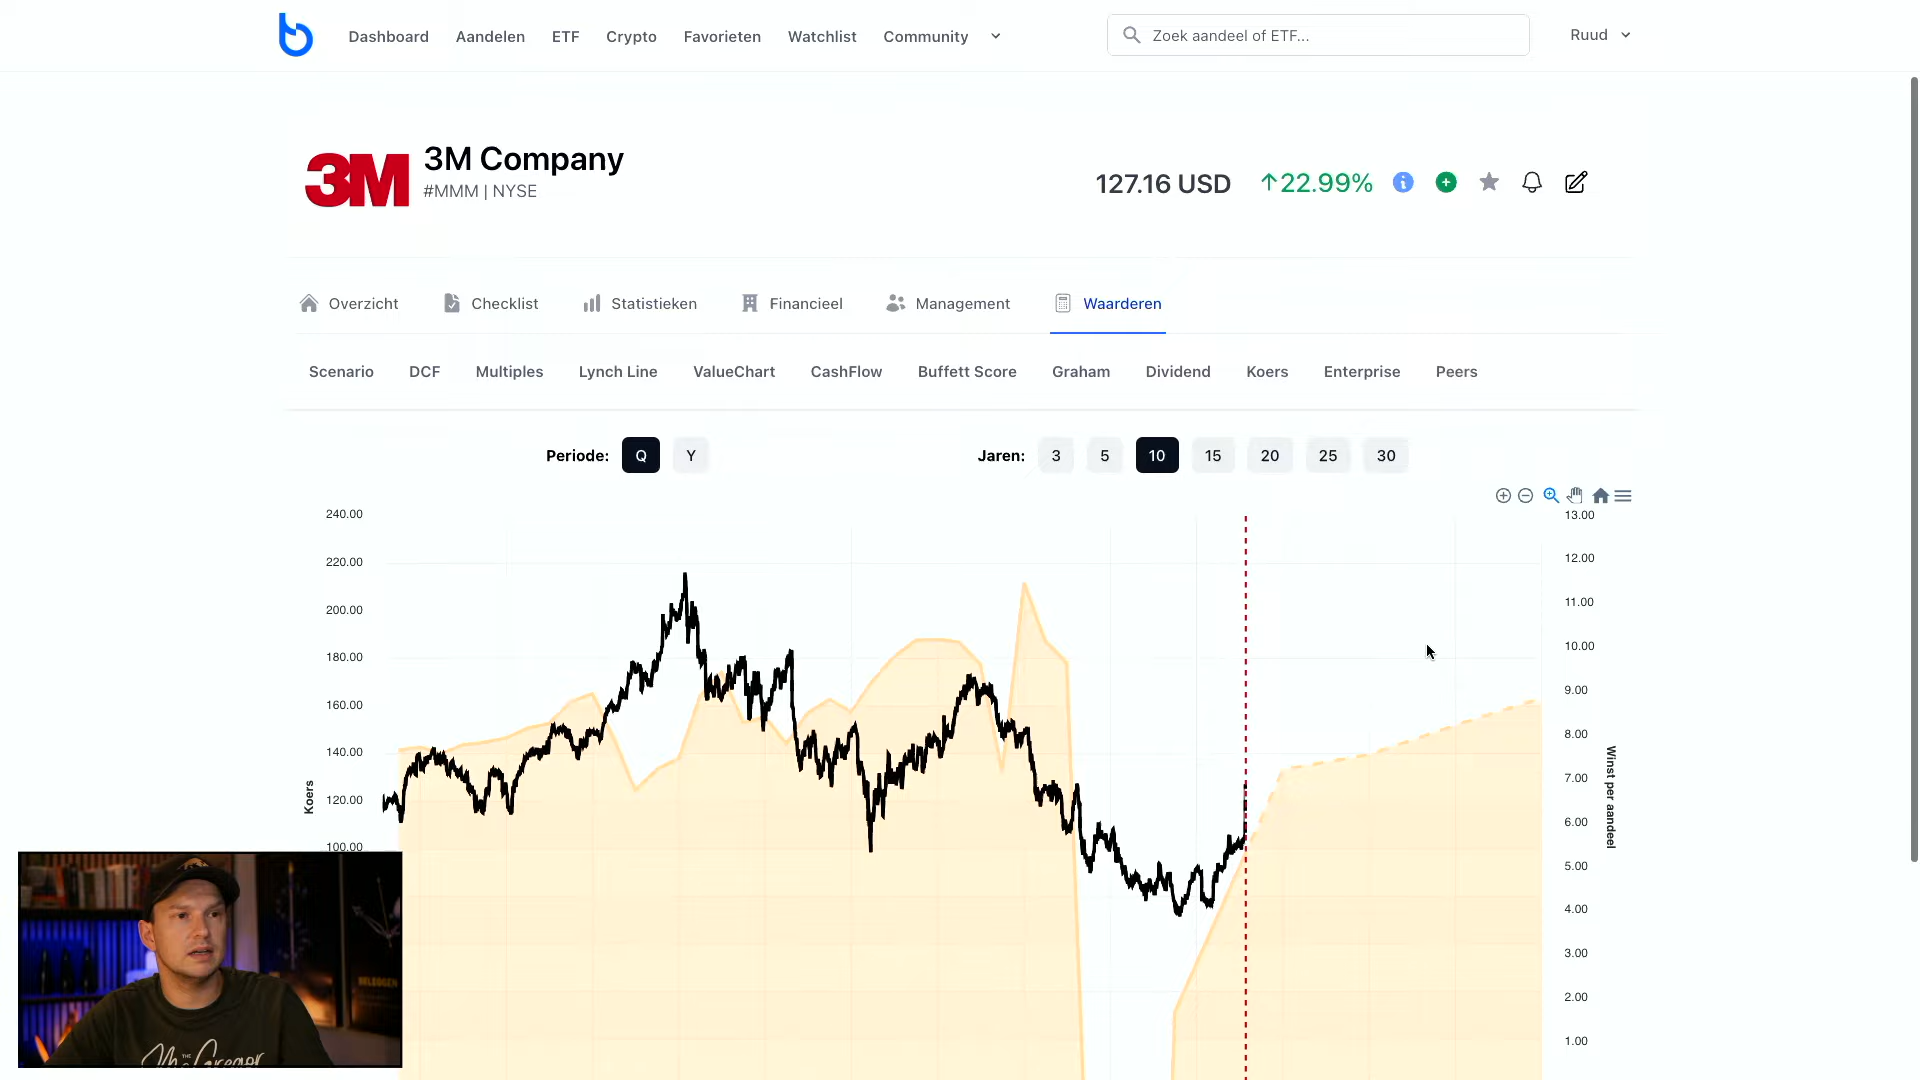 Dashboard Aandelen ETF Crypto Favorieten Watchlist Community Zoek aandeel of ETF... Ruud
3M 3M Company
#MMM | NYSE
127.16 USD ↑22.99%
Overzicht Checklist Statistieken Financieel Management Waarderen
Scenario DCF Multiples Lynch Line ValueChart CashFlow Buffett Score Graham Dividend Koers Enterprise Peers
Periode: Q Y Jaren: 3 5 10 15 20 25 30
240.00
220.00
200.00
180.00
160.00
140.00
120.00
100.00
Koers
13.00
12.00
11.00
10.00
9.00
8.00
7.00
6.00
5.00
4.00
3.00
2.00
1.00
Winst per aandeel
BELEGGEN
THE
McGregor